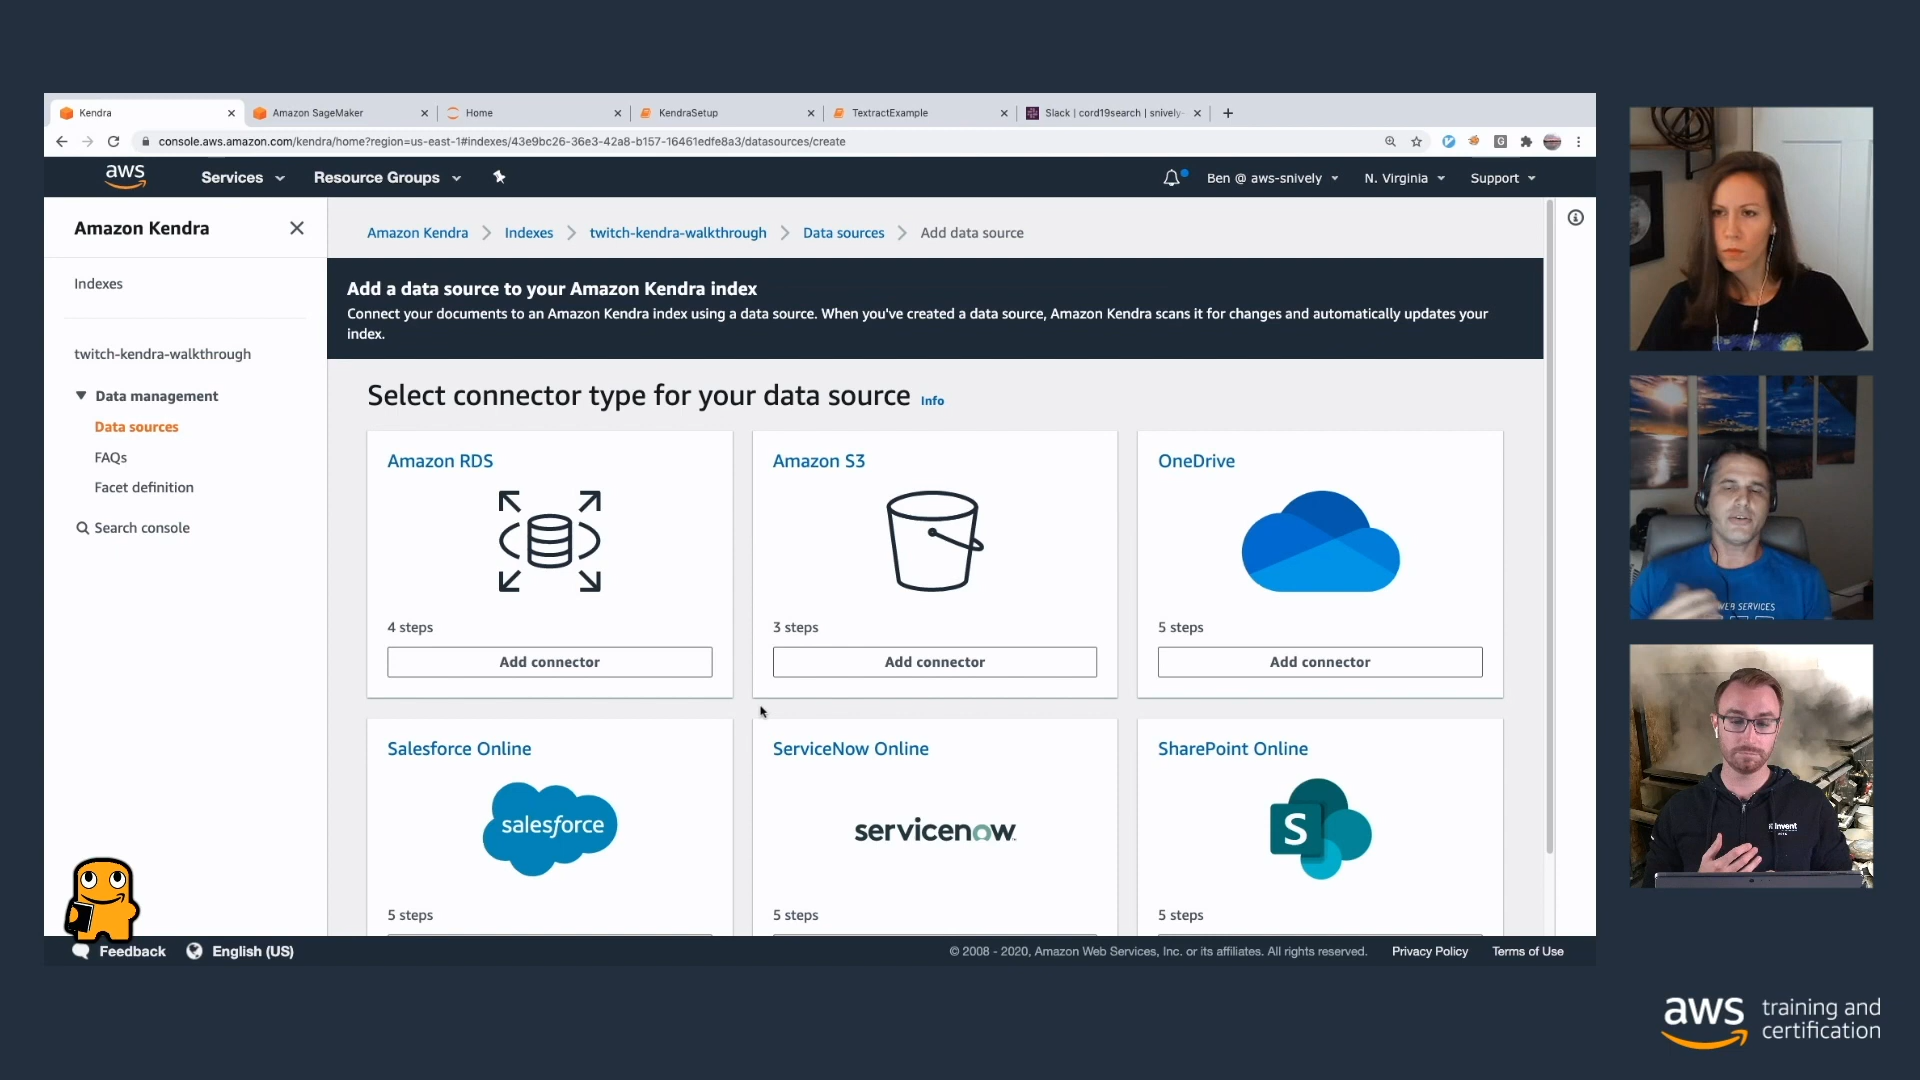 Kendra
Amazon SageMaker
Home
KendraSetup
TextractExample
Slack | cord19search | snively-
console.aws.amazon.com/kendra/home?region=us-east-1#indexes/43e9bc26-36e3-42a8-b157-16461edfe8a3/datasources/create
aws
Services
Resource Groups
Ben @ aws-snively
N. Virginia
Support
Amazon Kendra
Indexes
twitch-kendra-walkthrough
Data management
Data sources
FAQs
Facet definition
Search console
Amazon Kendra
Indexes
twitch-kendra-walkthrough
Data sources
Add data source
Add a data source to your Amazon Kendra index
Connect your documents to an Amazon Kendra index using a data source. When you've created a data source, Amazon Kendra scans it for changes and automatically updates your
index.
Select connector type for your data source Info
Amazon RDS
4 steps
Add connector
Amazon S3
3 steps
Add connector
OneDrive
5 steps
Add connector
Salesforce Online
salesforce
5 steps
ServiceNow Online
servicenow
5 steps
SharePoint Online
S
5 steps
Feedback
English (US)
© 2008 - 2020, Amazon Web Services, Inc. or its affiliates. All rights reserved.
Privacy Policy
Terms of Use
WEB SERVICES
re:Invent
aws training and
certification